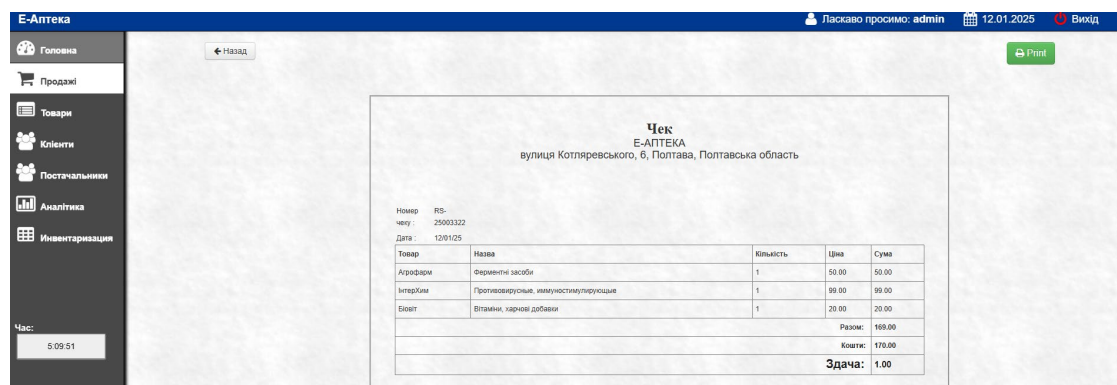 Е-Аптека Ласкаво просимо: admin 12.01.2025 Вихід
Головна
Назад
Print
Продажі
Товари
Клієнти
Постачальники
Аналітика
Инвентаризация
Час:
5:09:51
Чек
Е-АПТЕКА
вулиця Котляревського, 6, Полтава, Полтавська область
Номер RS-
чеку : 25003322
Дата : 12/01/25
Товар Назва Кількість Ціна Сума
Агрофарм Ферментні засоби 1 50.00 50.00
ІнтерХим Противовирусные, иммуностимулирующые 1 99.00 99.00
Біовіт Вітаміни, харчові добавки 1 20.00 20.00
Разом: 169.00
Кошти: 170.00
Здача: 1.00